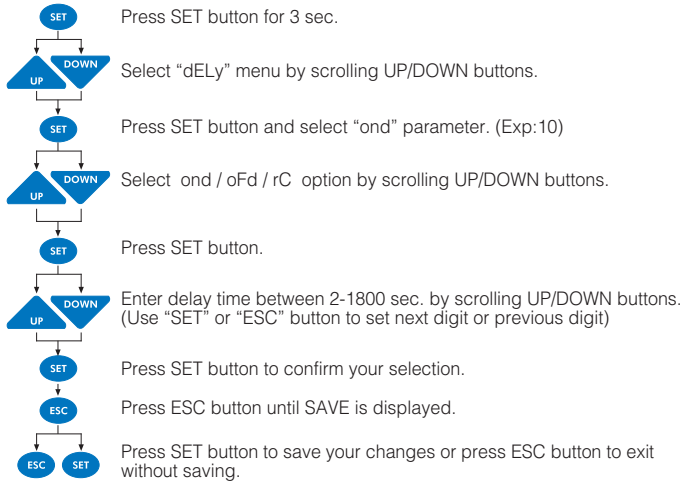 SET Press SET button for 3 sec.
UP DOWN Select “dELy” menu by scrolling UP/DOWN buttons.
SET Press SET button and select “ond” parameter. (Exp:10)
UP DOWN Select ond / oFd / rC option by scrolling UP/DOWN buttons.
SET Press SET button.
UP DOWN Enter delay time between 2-1800 sec. by scrolling UP/DOWN buttons.
(Use “SET” or “ESC” button to set next digit or previous digit)
SET Press SET button to confirm your selection.
ESC Press ESC button until SAVE is displayed.
ESC SET Press SET button to save your changes or press ESC button to exit
without saving.